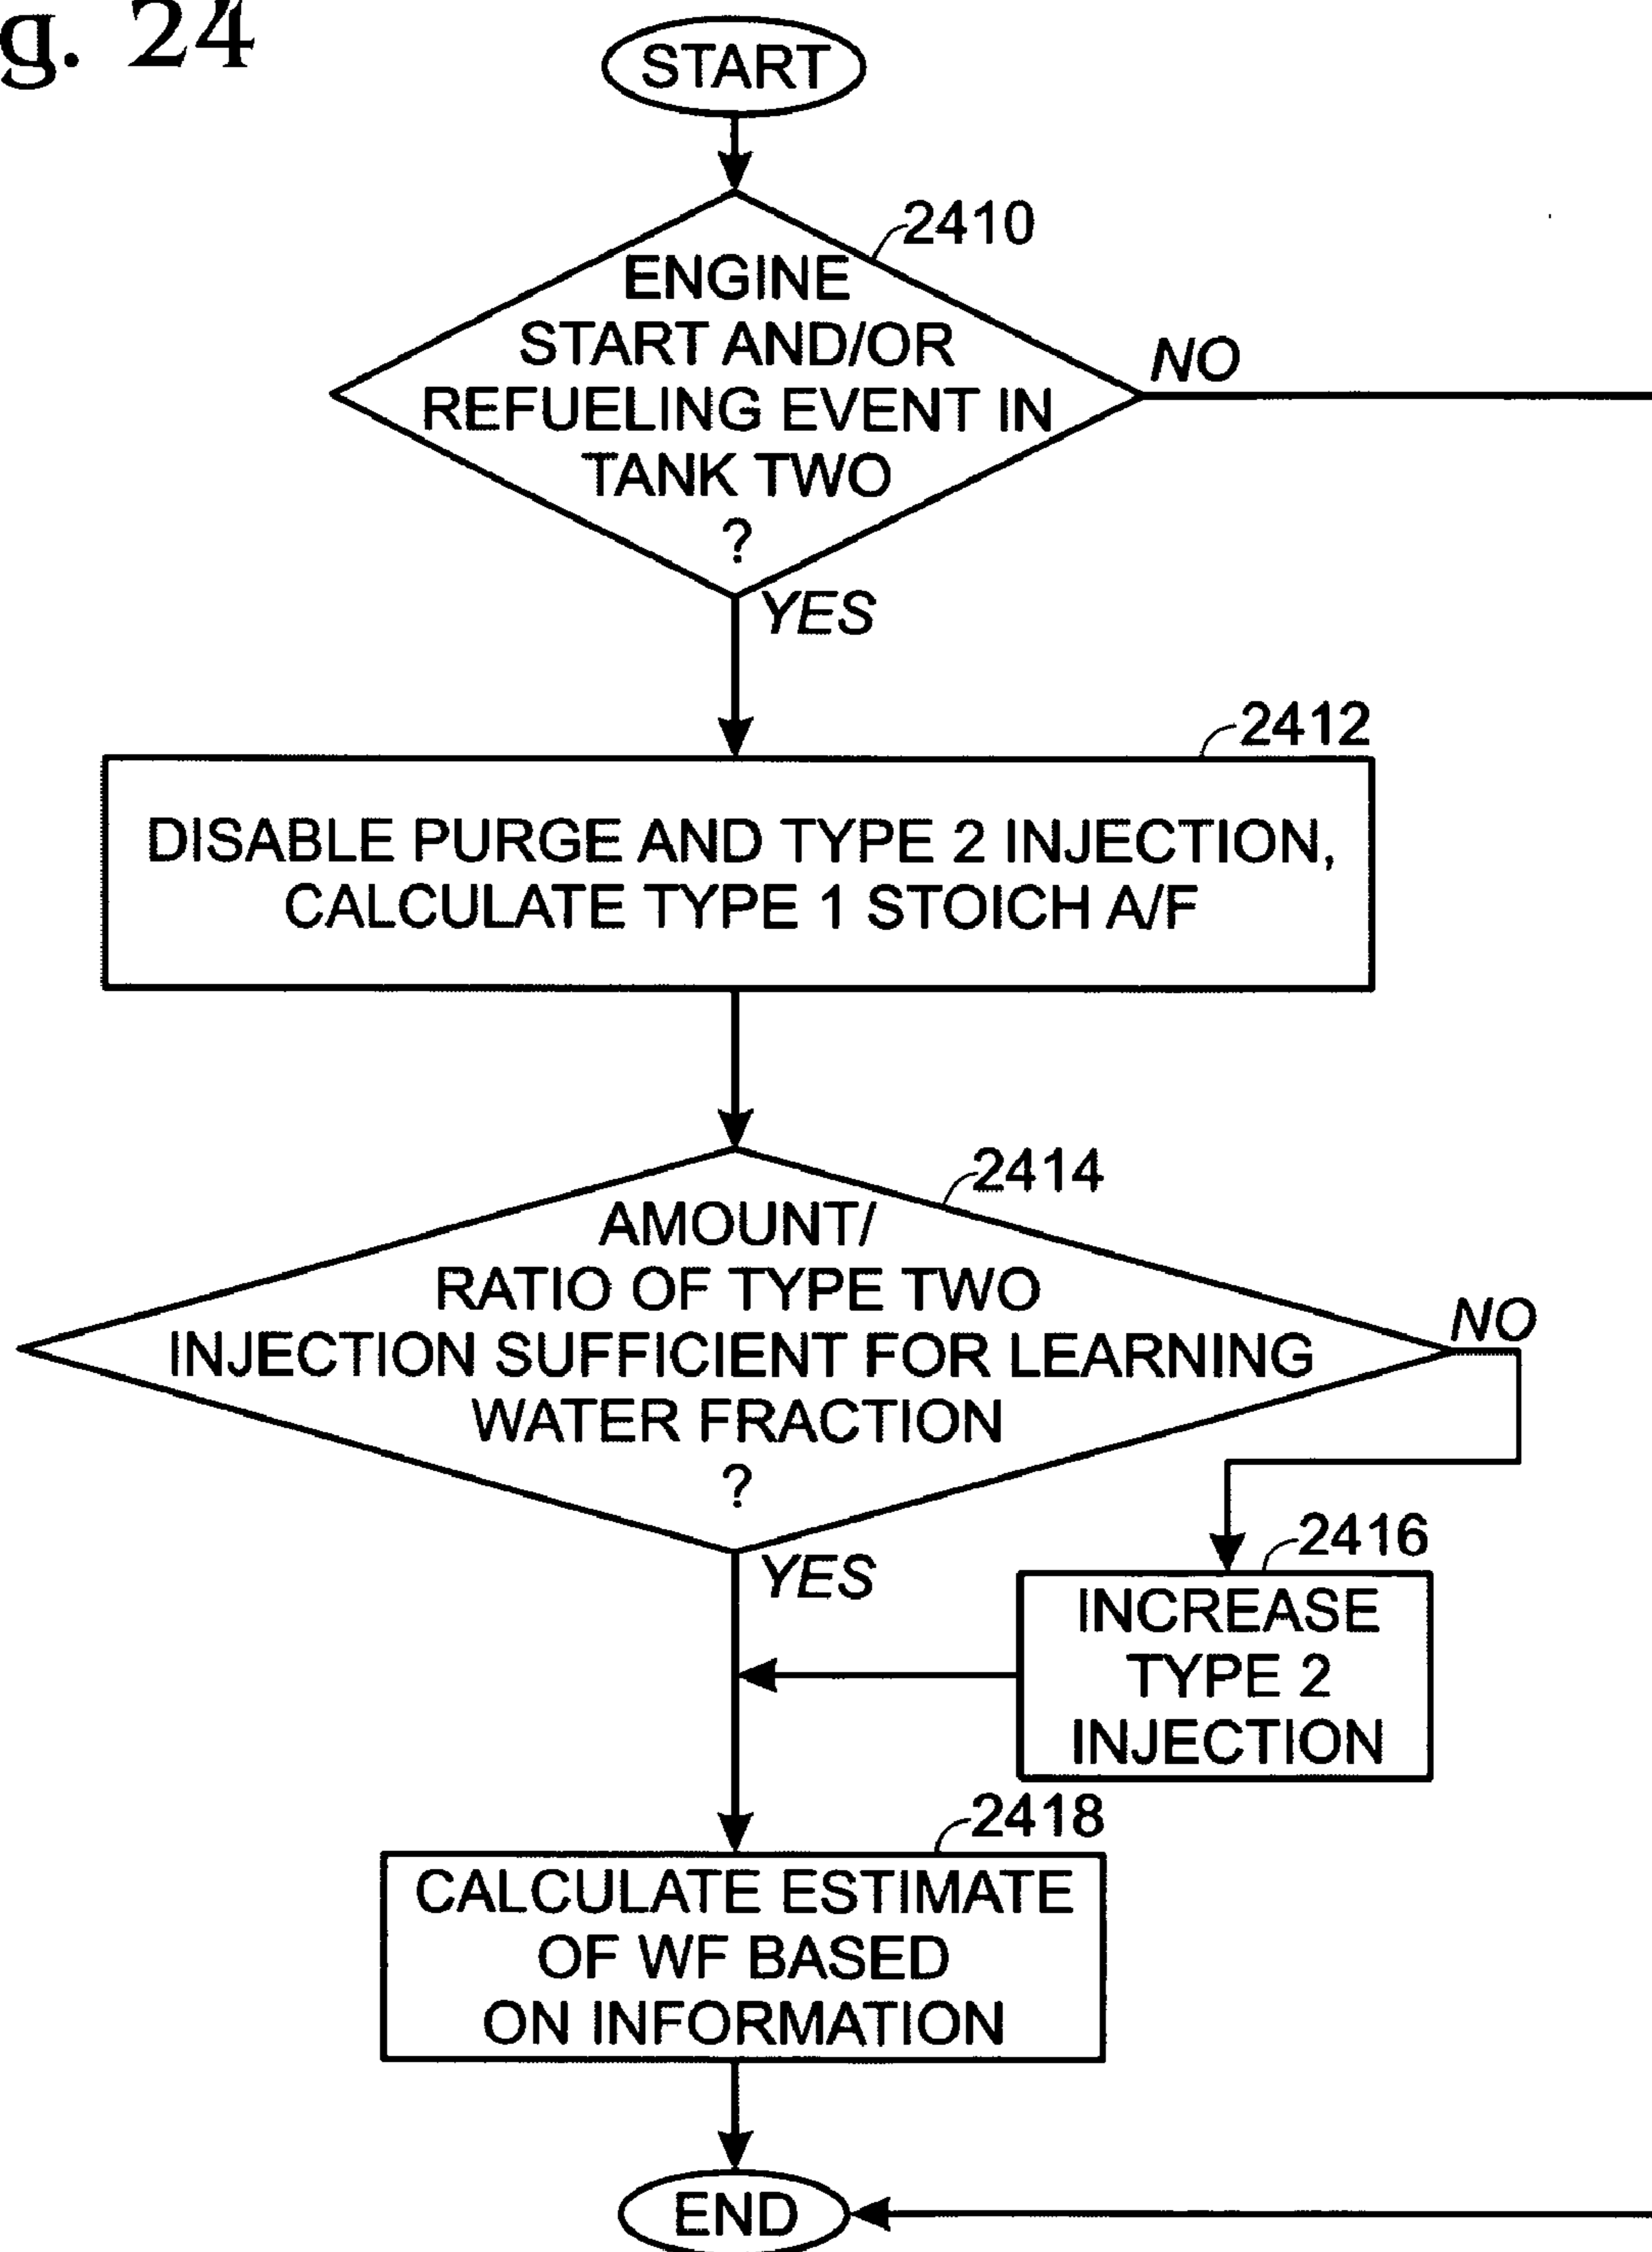 g. 24
START
2410
ENGINE
START AND/OR
REFUELING EVENT IN
TANK TWO
?
NO
YES
2412
DISABLE PURGE AND TYPE 2 INJECTION,
CALCULATE TYPE 1 STOICH A/F
2414
AMOUNT/
RATIO OF TYPE TWO
INJECTION SUFFICIENT FOR LEARNING
WATER FRACTION
?
NO
YES
2416
INCREASE
TYPE 2
INJECTION
2418
CALCULATE ESTIMATE
OF WF BASED
ON INFORMATION
END